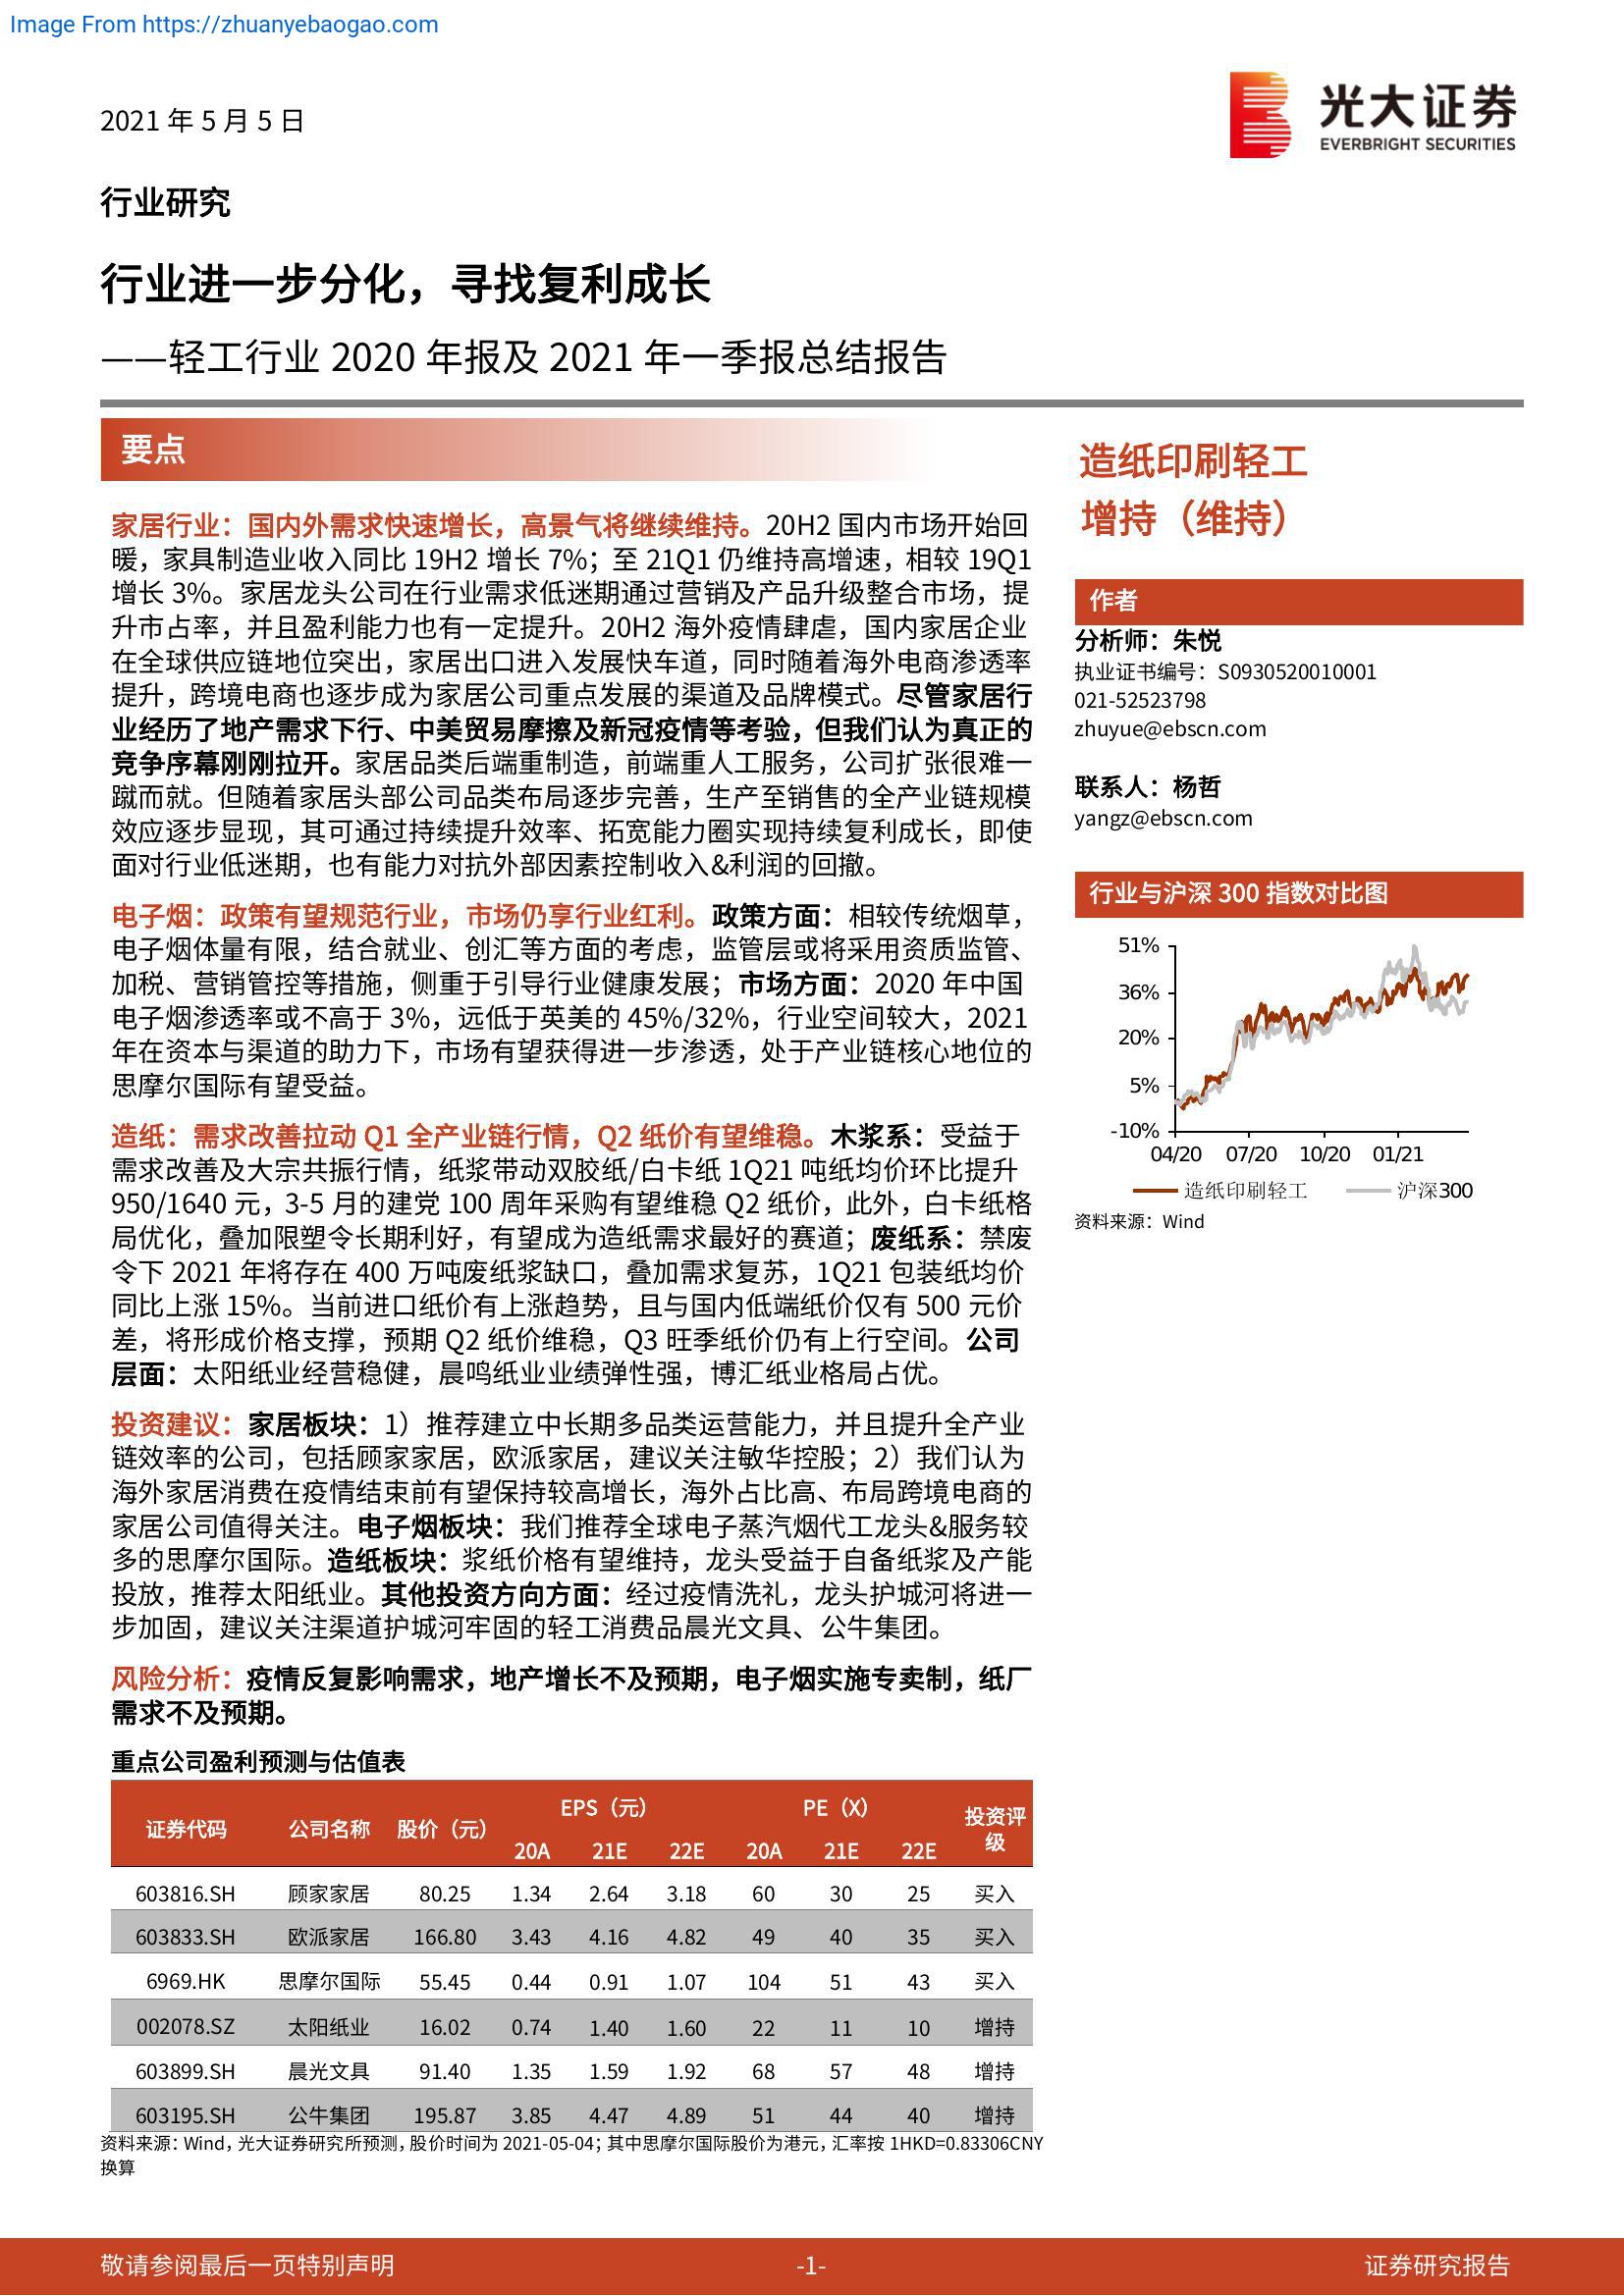 Image From https://zhuanyebaogao.com
2021 年 5 月 5 日
光大证券
EVERBRIGHT SECURITIES
行业研究
行业进一步分化，寻找复利成长
——轻工行业 2020 年报及 2021 年一季报总结报告
要点
家居行业：国内外需求快速增长，高景气将继续维持。20H2 国内市场开始回
暖，家具制造业收入同比 19H2 增长 7%；至 21Q1 仍维持高增速，相较 19Q1
增长 3%。家居龙头公司在行业需求低迷期通过营销及产品升级整合市场，提
升市占率，并且盈利能力也有一定提升。20H2 海外疫情肆虐，国内家居企业
在全球供应链地位突出，家居出口进入发展快车道，同时随着海外电商渗透率
提升，跨境电商也逐步成为家居公司重点发展的渠道及品牌模式。尽管家居行
业经历了地产需求下行、中美贸易摩擦及新冠疫情等考验，但我们认为真正的
竞争序幕刚刚拉开。家居品类后端重制造，前端重人工服务，公司扩张很难一
蹴而就。但随着家居头部公司品类布局逐步完善，生产至销售的全产业链规模
效应逐步显现，其可通过持续提升效率、拓宽能力圈实现持续复利成长，即使
面对行业低迷期，也有能力对抗外部因素控制收入&利润的回撤。
电子烟：政策有望规范行业，市场仍享行业红利。政策方面：相较传统烟草，
电子烟体量有限，结合就业、创汇等方面的考虑，监管层或将采用资质监管、
加税、营销管控等措施，侧重于引导行业健康发展；市场方面：2020 年中国
电子烟渗透率或不高于 3%，远低于英美的 45%/32%，行业空间较大，2021
年在资本与渠道的助力下，市场有望获得进一步渗透，处于产业链核心地位的
思摩尔国际有望受益。
造纸：需求改善拉动 Q1 全产业链行情，Q2 纸价有望维稳。木浆系：受益于
需求改善及大宗共振行情，纸浆带动双胶纸/白卡纸 1Q21 吨纸均价环比提升
950/1640 元，3-5 月的建党 100 周年采购有望维稳 Q2 纸价，此外，白卡纸格
局优化，叠加限塑令长期利好，有望成为造纸需求最好的赛道；废纸系：禁废
令下 2021 年将存在 400 万吨废纸浆缺口，叠加需求复苏，1Q21 包装纸均价
同比上涨 15%。当前进口纸价有上涨趋势，且与国内低端纸价仅有 500 元价
差，将形成价格支撑，预期 Q2 纸价维稳，Q3 旺季纸价仍有上行空间。公司
层面：太阳纸业经营稳健，晨鸣纸业业绩弹性强，博汇纸业格局占优。
投资建议：家居板块：1）推荐建立中长期多品类运营能力，并且提升全产业
链效率的公司，包括顾家家居，欧派家居，建议关注敏华控股；2）我们认为
海外家居消费在疫情结束前有望保持较高增长，海外占比高、布局跨境电商的
家居公司值得关注。电子烟板块：我们推荐全球电子蒸汽烟代工龙头&服务较
多的思摩尔国际。造纸板块：浆纸价格有望维持，龙头受益于自备纸浆及产能
投放，推荐太阳纸业。其他投资方向方面：经过疫情洗礼，龙头护城河将进一
步加固，建议关注渠道护城河牢固的轻工消费品晨光文具、公牛集团。
风险分析：疫情反复影响需求，地产增长不及预期，电子烟实施专卖制，纸厂
需求不及预期。
重点公司盈利预测与估值表
证券代码 公司名称 股价（元） EPS（元） PE（X） 投资评级
20A 21E 22E 20A 21E 22E
603816.SH 顾家家居 80.25 1.34 2.64 3.18 60 30 25 买入
603833.SH 欧派家居 166.80 3.43 4.16 4.82 49 40 35 买入
6969.HK 思摩尔国际 55.45 0.44 0.91 1.07 104 51 43 买入
002078.SZ 太阳纸业 16.02 0.74 1.40 1.60 22 11 10 增持
603899.SH 晨光文具 91.40 1.35 1.59 1.92 68 57 48 增持
603195.SH 公牛集团 195.87 3.85 4.47 4.89 51 44 40 增持
资料来源：Wind，光大证券研究所预测，股价时间为 2021-05-04；其中思摩尔国际股价为港元，汇率按 1HKD=0.83306CNY
换算
造纸印刷轻工
增持（维持）
作者
分析师：朱悦
执业证书编号：S0930520010001
021-52523798
zhuyue@ebscn.com
联系人：杨哲
yangz@ebscn.com
行业与沪深 300 指数对比图
51%
36%
20%
5%
-10%
04/20 07/20 10/20 01/21
造纸印刷轻工 沪深300
资料来源：Wind
敬请参阅最后一页特别声明 -1- 证券研究报告